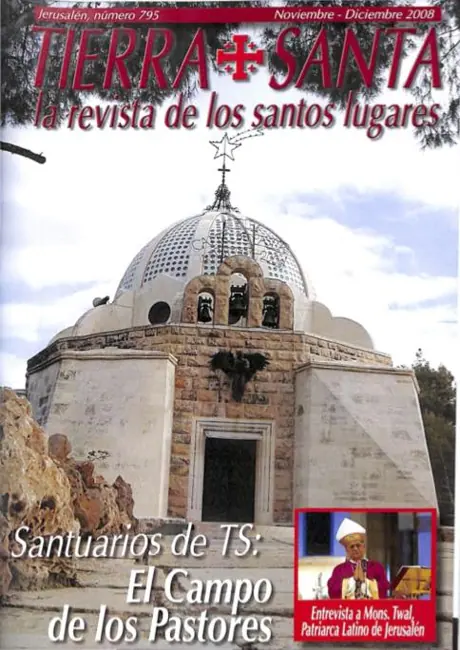 Jerusalén, número 795 Noviembre - Diciembre 2008
TIERRA SANTA
la revista de los santos lugares
Santuarios de TS:
El Campo
de los Pastores
Entrevista a Mons. Twal,
Patriarca Latino de Jerusalén